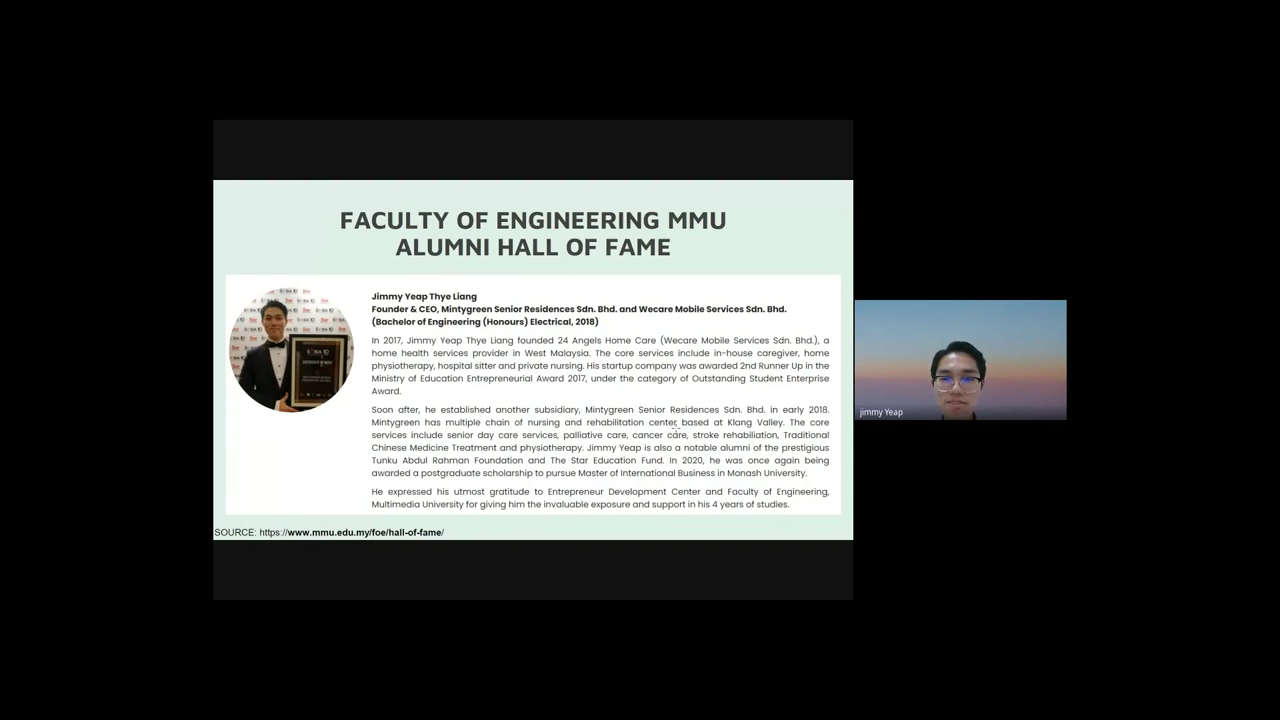 FACULTY OF ENGINEERING MMU
ALUMNI HALL OF FAME
Jimmy Yeap Thye Liang
Founder & CEO, Mintygreen Senior Residences Sdn. Bhd. and Wecare Mobile Services Sdn. Bhd.
(Bachelor of Engineering (Honours) Electrical, 2018)
In 2017, Jimmy Yeap Thye Liang founded 24 Angels Home Care (Wecare Mobile Services Sdn. Bhd.), a
home health services provider in West Malaysia. The core services include in-house caregiver, home
physiotherapy, hospital sitter and private nursing. His startup company was awarded 2nd Runner Up in the
Ministry of Education Entrepreneurial Award 2017, under the category of Outstanding Student Enterprise
Award.
Soon after, he established another subsidiary, Mintygreen Senior Residences Sdn. Bhd. in early 2018.
Mintygreen has multiple chain of nursing and rehabilitation center based at Klang Valley. The core
services include senior day care services, palliative care, cancer care, stroke rehabiliation, Traditional
Chinese Medicine Treatment and physiotherapy. Jimmy Yeap is also a notable alumni of the prestigious
Tunku Abdul Rahman Foundation and The Star Education Fund. In 2020, he was once again being
awarded a postgraduate scholarship to pursue Master of International Business in Monash University.
He expressed his utmost gratitude to Entrepreneur Development Center and Faculty of Engineering,
Multimedia University for giving him the invaluable exposure and support in his 4 years of studies.
SOURCE: https://www.mmu.edu.my/foe/hall-of-fame/
jimmy Yeap